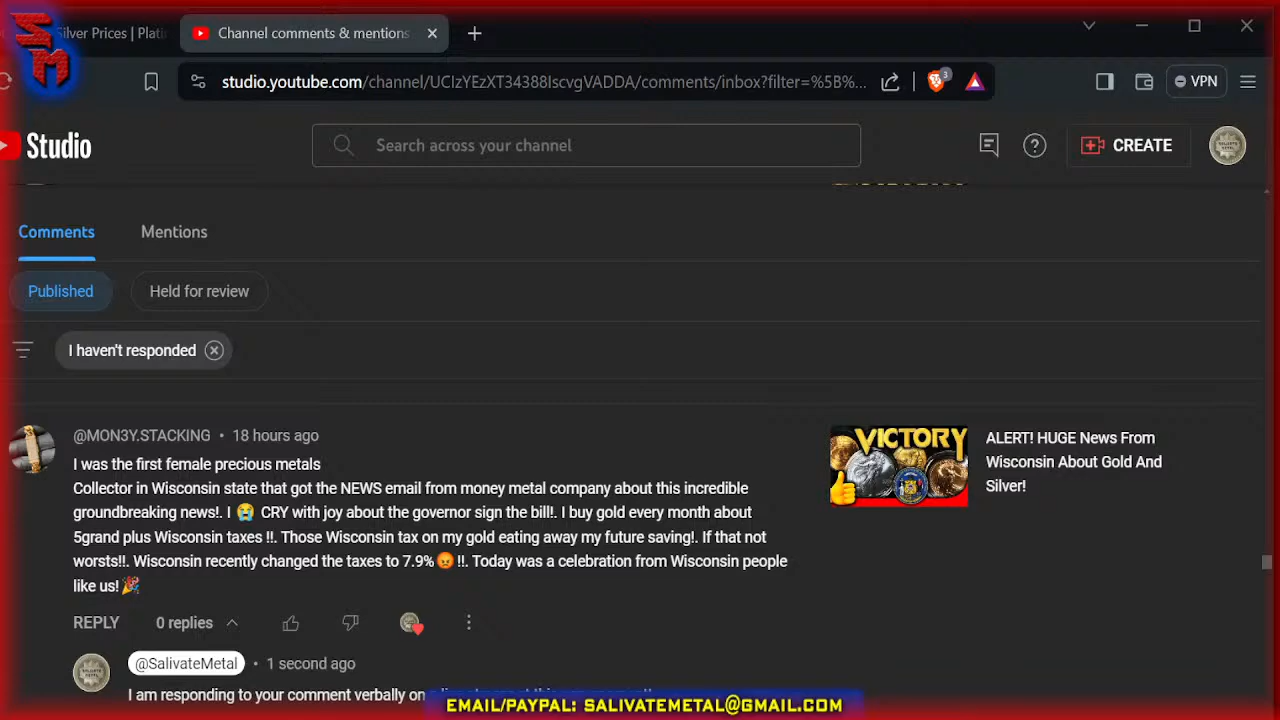 SM
Silver Prices | Plati
Channel comments & mentions
studio.youtube.com/channel/UCIzYEzXT34388IscvgVADDA/comments/inbox?filter=%5B%...
3
VPN
Studio
Search across your channel
CREATE
Comments
Mentions
Published
Held for review
I haven't responded
@MON3Y.STACKING • 18 hours ago
I was the first female precious metals
Collector in Wisconsin state that got the NEWS email from money metal company about this incredible
groundbreaking news!. I 😭 CRY with joy about the governor sign the bill!. I buy gold every month about
5grand plus Wisconsin taxes !!. Those Wisconsin tax on my gold eating away my future saving!. If that not
worsts!!. Wisconsin recently changed the taxes to 7.9%😡!!. Today was a celebration from Wisconsin people
like us!🎉
VICTORY
ALERT! HUGE News From
Wisconsin About Gold And
Silver!
REPLY
0 replies
@SalivateMetal • 1 second ago
I am responding to your comment verbally on
EMAIL/PAYPAL: SALIVATEMETAL@GMAIL.COM